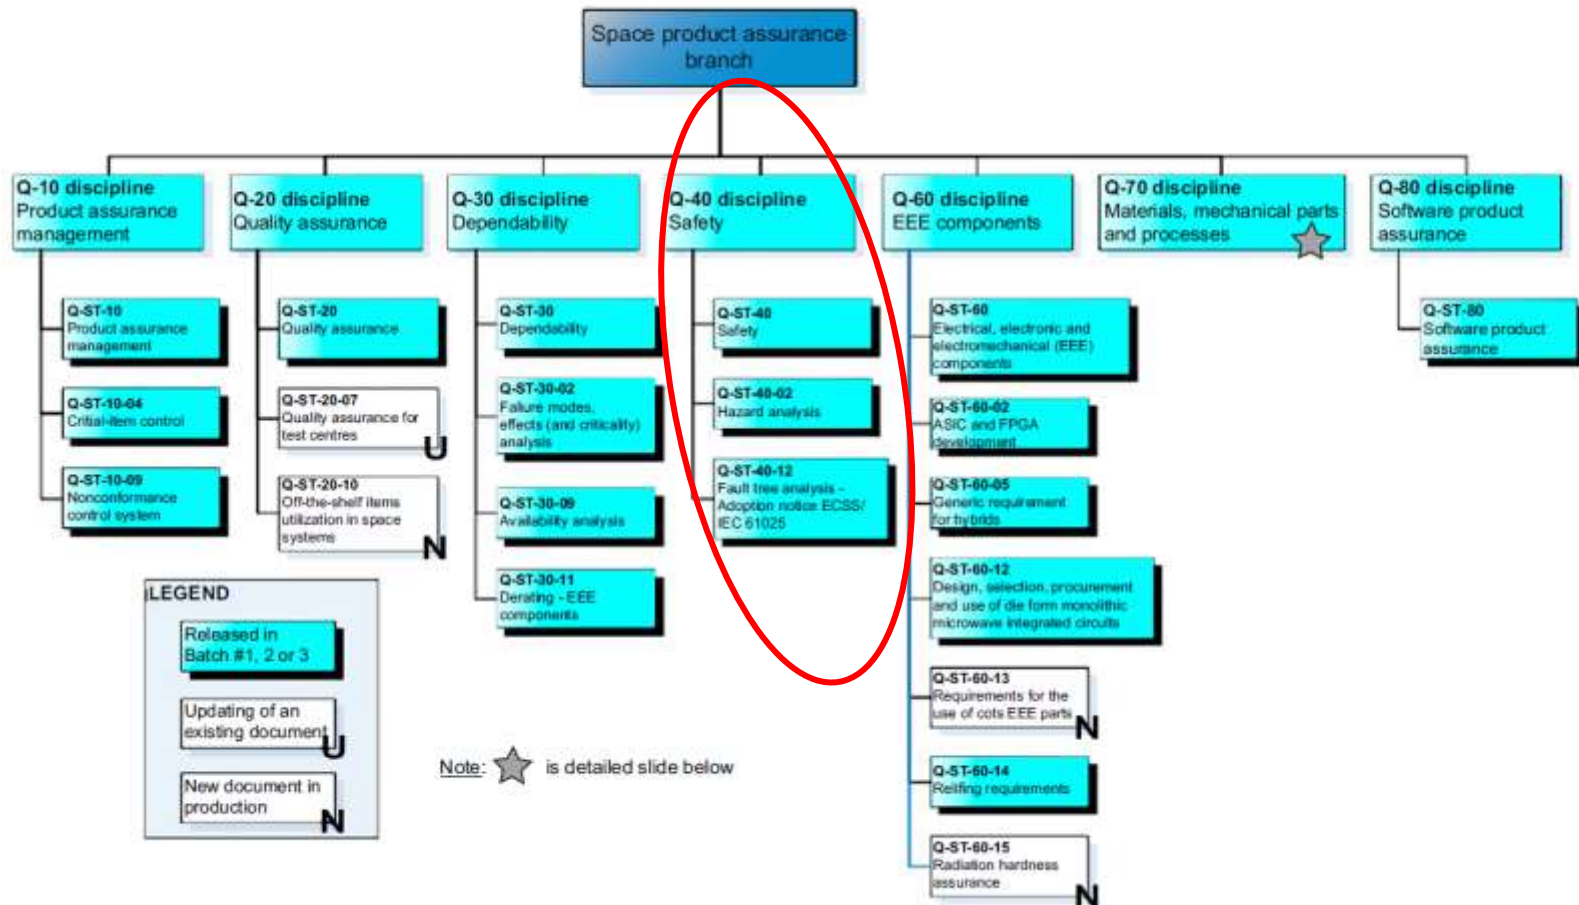 Space product assurance
branch
Q-10 discipline
Product assurance
management
Q-20 discipline
Quality assurance
Q-30 discipline
Dependability
Q-40 discipline
Safety
Q-60 discipline
EEE components
Q-70 discipline
Materials, mechanical parts
and processes
Q-80 discipline
Software product
assurance
Q-ST-10
Product assurance
management
Q-ST-10-04
Critial-item control
Q-ST-10-09
Nonconformance
control system
Q-ST-20
Quality assurance
Q-ST-20-07
Quality assurance for
test centres
U
Q-ST-20-10
Off-the-shelf items
utilization in space
systems
N
Q-ST-30
Dependability
Q-ST-30-02
Failure modes,
effects (and criticality)
analysis
Q-ST-30-09
Availability analysis
Q-ST-30-11
Derating - EEE
components
Q-ST-40
Safety
Q-ST-40-02
Hazard analysis
Q-ST-40-12
Fault tree analysis -
Adoption notice ECSS/
IEC 61025
Q-ST-60
Electrical, electronic and
electromechanical (EEE)
components
Q-ST-60-02
ASIC and FPGA
development
Q-ST-60-05
Generic requirement
for hybrids
Q-ST-60-12
Design, selection, procurement
and use of die form monolithic
microwave integrated circuits
Q-ST-60-13
Requirements for the
use of cots EEE parts
N
Q-ST-60-14
Relifing requirements
Q-ST-60-15
Radiation hardness
assurance
N
Q-ST-80
Software product
assurance
LEGEND
Released in
Batch #1, 2 or 3
Updating of an
existing document
U
New document in
production
N
Note: is detailed slide below